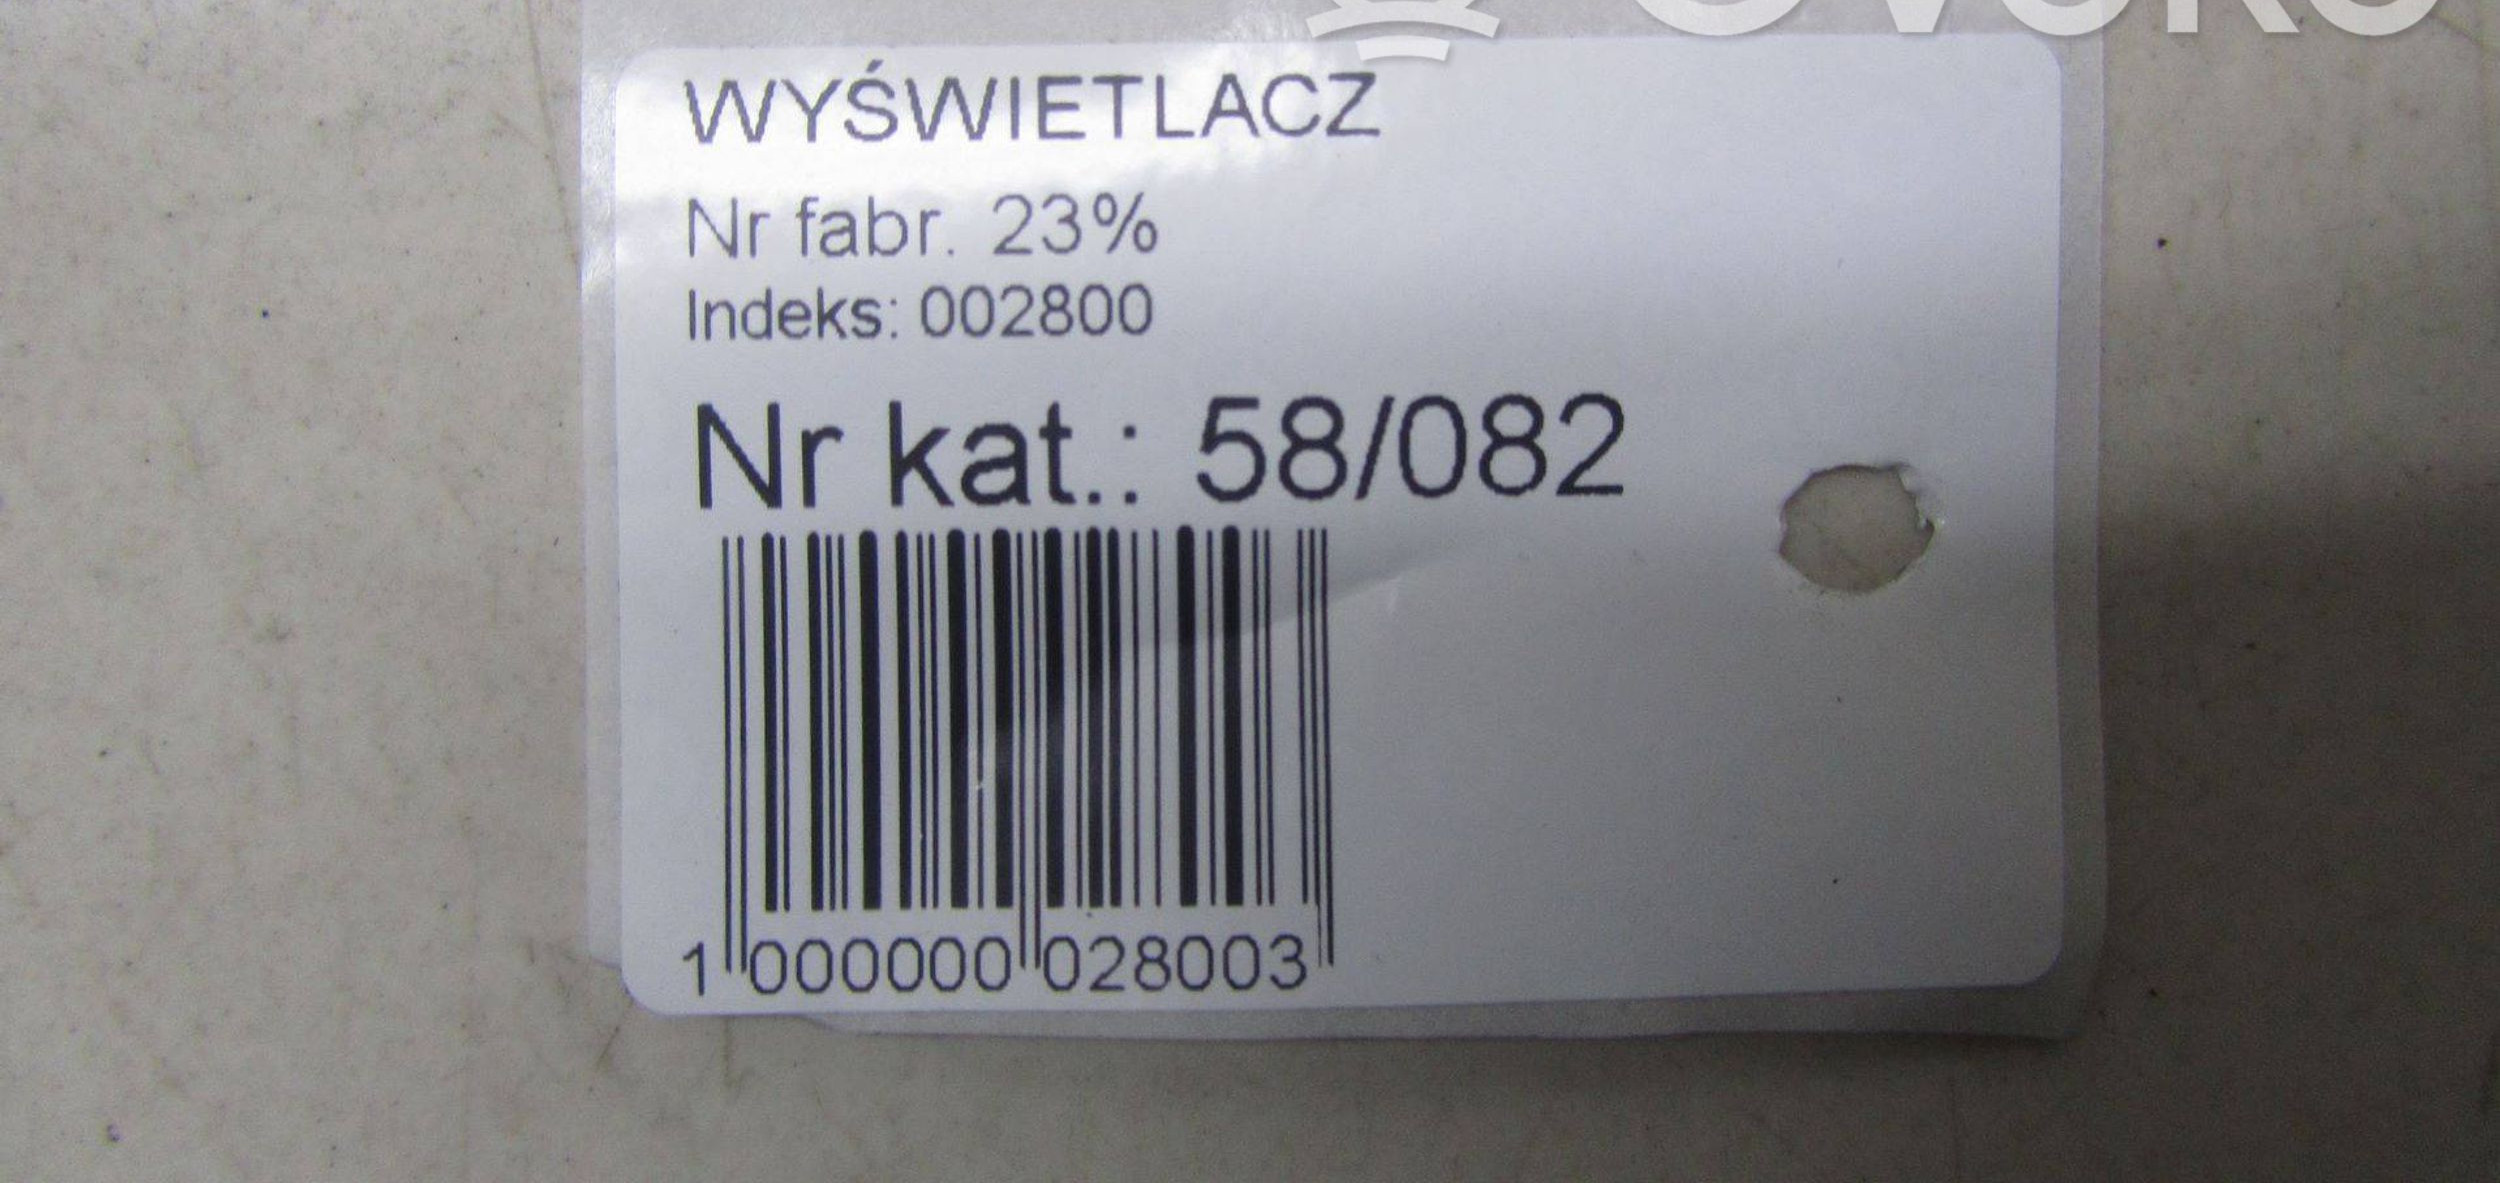 WYŚWIETLACZ
Nr fabr. 23%
Indeks: 002800
Nr kat.: 58/082
1 000000 028003